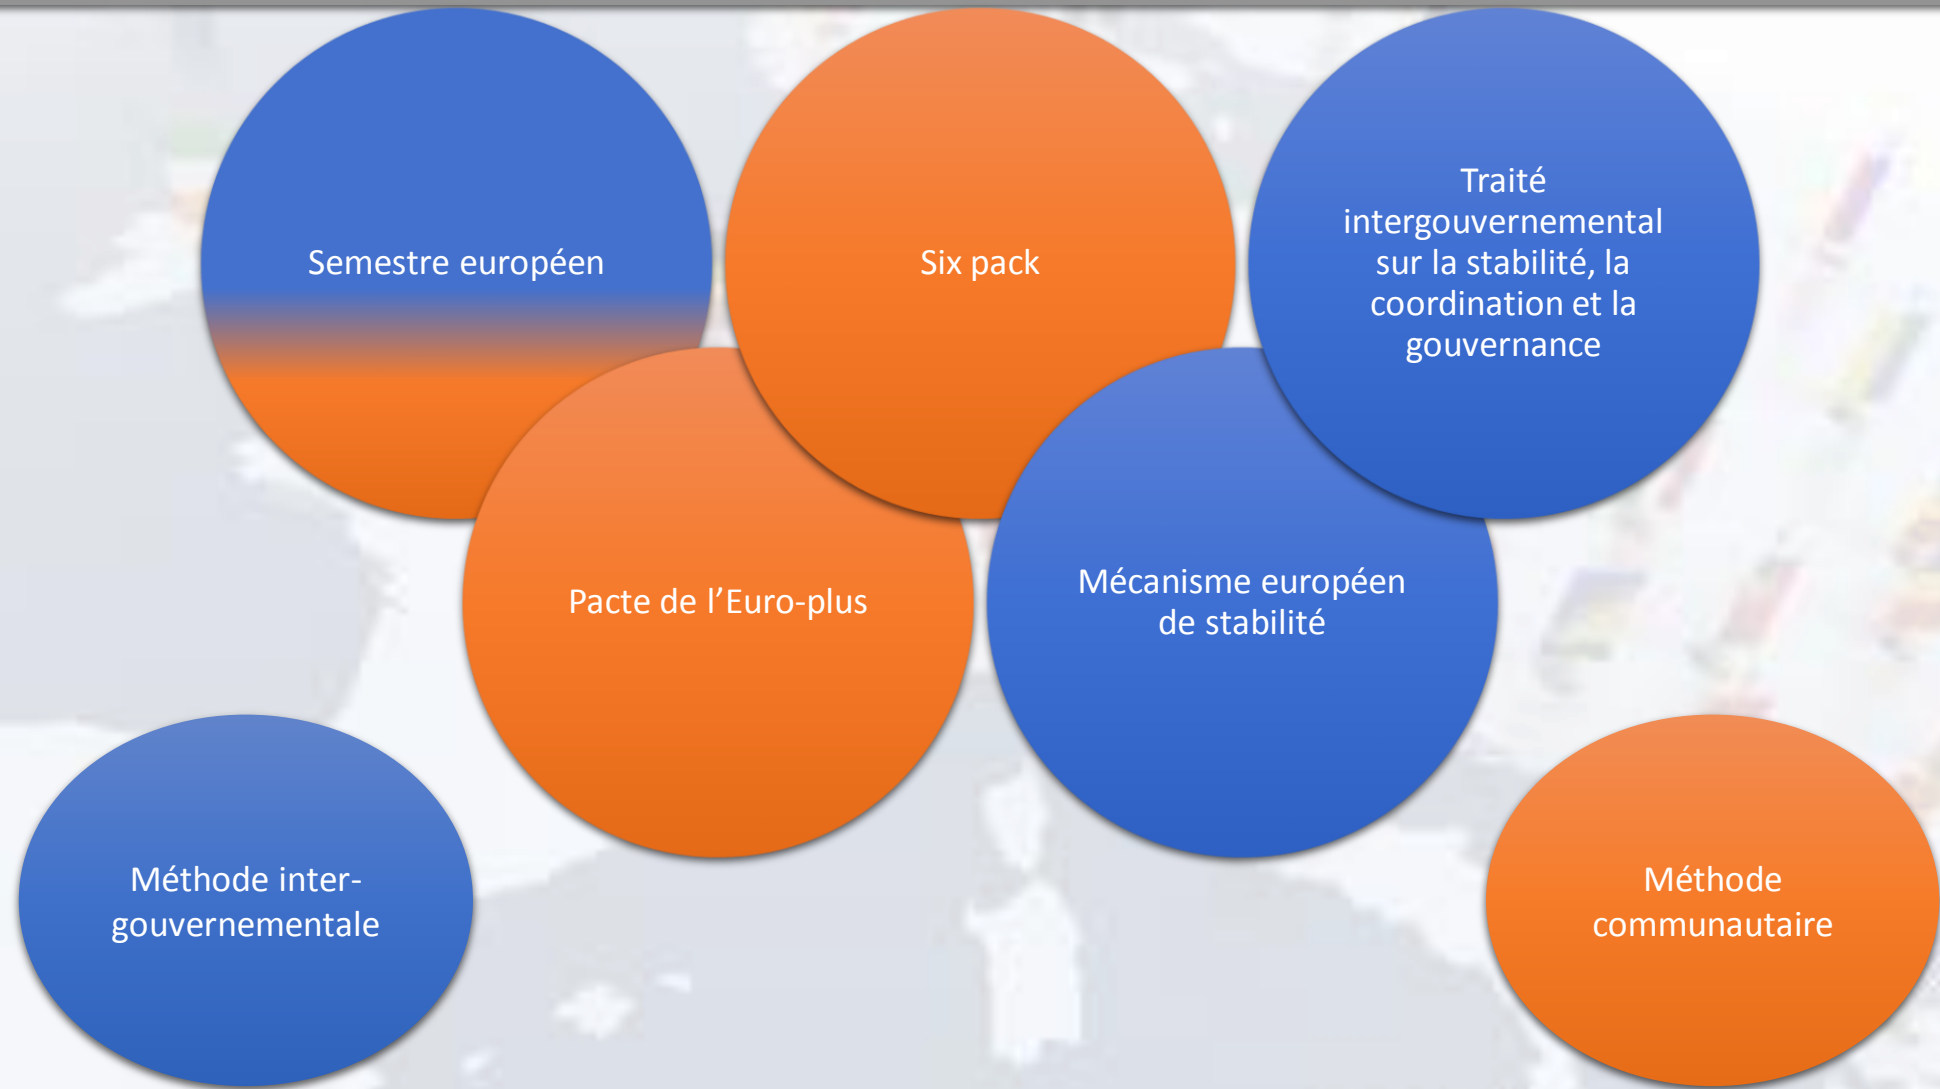 Semestre européen
Six pack
Traité
intergouvernemental
sur la stabilité, la
coordination et la
gouvernance
Pacte de l’Euro-plus
Mécanisme européen
de stabilité
Méthode inter-
gouvernementale
Méthode
communautaire